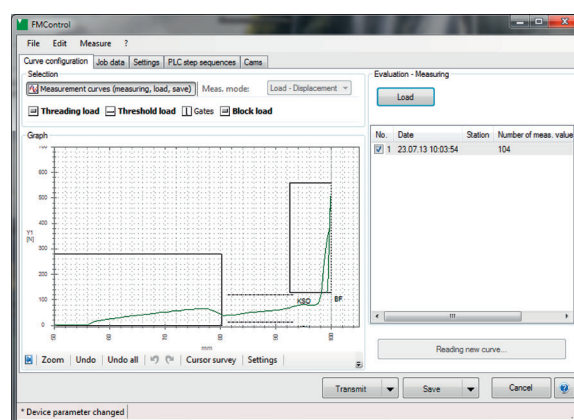 FMControl
File Edit Measure ?
Curve configuration Job data Settings PLC step sequences Cams
Selection
Measurement curves (measuring, load, save) Meas. mode: Load - Displacement
Threading load Threshold load Gates Block load
Graph
700
600
500
400
300
200
100
0
Y1
[N]
KSO
BF
50 60 70 80 90 100
mm
Zoom Undo Undo all Cursor survey Settings
Evaluation - Measuring
Load
No. Date Station Number of meas. value
1 23.07.13 10:03:54 104
Reading new curve...
Transmit Save Cancel
* Device parameter changed